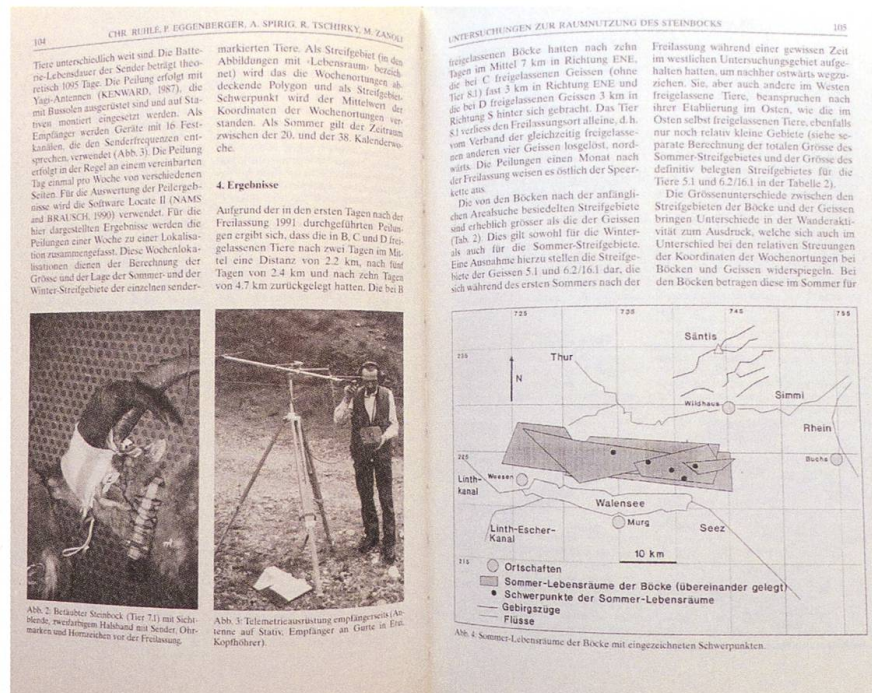 104
CHR. RUHLÉ, P. EGGENBERGER, A. SPIRIG, R. TSCHIRKY, M. ZANOLI
Tiere unterschiedlich weit sind. Die Batte-
rie-Lebensdauer der Sender beträgt theo-
retisch 1095 Tage. Die Peilung erfolgt mit
Yagi-Antennen (KENWARD, 1987), die
mit Bussolen ausgerüstet sind und auf Sta-
tiven montiert eingesetzt werden. Als
Empfänger werden Geräte mit 16 Fest-
kanälen, die den Senderfrequenzen ent-
sprechen, verwendet (Abb. 3). Die Peilung
erfolgt in der Regel an einem vereinbarten
Tag einmal pro Woche von verschiedenen
Seiten. Für die Auswertung der Peilergeb-
nisse wird die Software Locate II (NAMS
and BRAUSCH, 1990) verwendet. Für die
hier dargestellten Ergebnisse werden die
Peilungen einer Woche zu einer Lokalisa-
tion zusammengefasst. Diese Wochenloka-
lisationen dienen der Berechnung der
Grösse und der Lage der Sommer- und der
Winter-Streifgebiete der einzelnen sender-
markierten Tiere. Als Streifgebiet (in den
Abbildungen mit ‹Lebensraum› bezeich-
net) wird das die Wochenortungen ab-
deckende Polygon und als Streifgebiet-
Schwerpunkt wird der Mittelwert der
Koordinaten der Wochenortungen ver-
standen. Als Sommer gilt der Zeitraum
zwischen der 20. und der 38. Kalenderwo-
che.
4. Ergebnisse
Aufgrund der in den ersten Tagen nach der
Freilassung 1991 durchgeführten Peilun-
gen ergibt sich, dass die in B, C und D frei-
gelassenen Tiere nach zwei Tagen im Mit-
tel eine Distanz von 2.2 km, nach fünf
Tagen von 2.4 km und nach zehn Tagen
von 4.7 km zurückgelegt hatten. Die bei B
Abb. 2: Betäubter Steinbock (Tier 7.1) mit Sicht-
blende, zweifarbigem Halsband mit Sender, Ohr-
marken und Hornzeichen vor der Freilassung.
Abb. 3: Telemetrieausrüstung empfängerseits (An-
tenne auf Stativ, Empfänger an Gurte in Etui,
Kopfhörer).
UNTERSUCHUNGEN ZUR RAUMNUTZUNG DES STEINBOCKS
105
freigelassenen Böcke hatten nach zehn
Tagen im Mittel 7 km in Richtung ENE,
die bei C freigelassenen Geissen (ohne
Tier 8.1) fast 3 km in Richtung ENE und
die bei D freigelassenen Geissen 3 km in
Richtung S hinter sich gebracht. Das Tier
8.1 verliess den Freilassungsort alleine, d. h.
vom Verband der gleichzeitig freigelasse-
nen anderen vier Geissen losgelöst, nord-
wärts. Die Peilungen einen Monat nach
der Freilassung weisen es östlich der Speer-
kette aus.
Die von den Böcken nach der anfängli-
chen Arealsuche besiedelten Streifgebiete
sind erheblich grösser als die der Geissen
(Tab. 2). Dies gilt sowohl für die Winter-
als auch für die Sommer-Streifgebiete.
Eine Ausnahme hierzu stellen die Streifge-
biete der Geissen 5.1 und 6.2/16.1 dar, die
sich während des ersten Sommers nach der
Freilassung während einer gewissen Zeit
im westlichen Untersuchungsgebiet aufge-
halten hatten, um nachher ostwärts wegzu-
ziehen. Sie, aber auch andere im Westen
freigelassene Tiere, beanspruchen nach
ihrer Etablierung im Osten, wie die im
Osten selbst freigelassenen Tiere, ebenfalls
nur noch relativ kleine Gebiete (siehe se-
parate Berechnung der totalen Grösse des
Sommer-Streifgebietes und der Grösse des
definitiv belegten Streifgebietes für die
Tiere 5.1 und 6.2/16.1 in der Tabelle 2).
Die Grössenunterschiede zwischen den
Streifgebieten der Böcke und der Geissen
bringen Unterschiede in der Wanderakti-
vität zum Ausdruck, welche sich auch im
Unterschied bei den relativen Streuungen
der Koordinaten der Wochenortungen bei
Böcken und Geissen widerspiegeln. Bei
den Böcken betragen diese im Sommer für
725 735 745 755
235
225
215
N
Thur
Säntis
Wildhaus
Simmi
Rhein
Buchs
Linth-
kanal
Weesen
Walensee
Linth-Escher-
Kanal
Murg
Seez
10 km
Ortschaften
Sommer-Lebensräume der Böcke (übereinander gelegt)
Schwerpunkte der Sommer-Lebensräume
Gebirgszüge
Flüsse
Abb. 4: Sommer-Lebensräume der Böcke mit eingezeichneten Schwerpunkten.